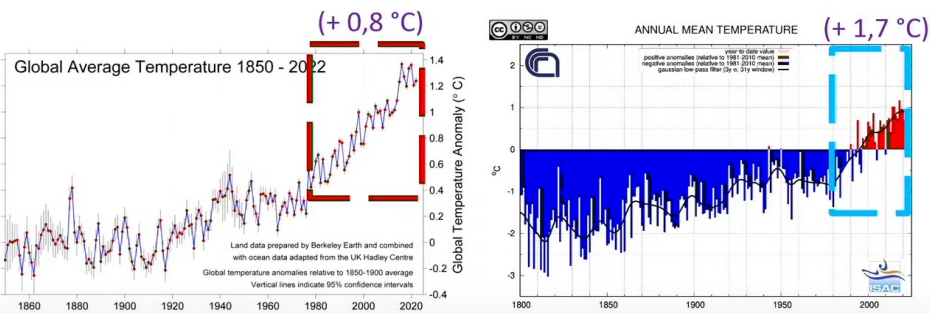 (+ 0,8 °C)
Global Average Temperature 1850 - 2022
1.4
1.2
1
0.8
0.6
0.4
0.2
0
-0.2
-0.4
Global Temperature Anomaly (° C)
Land data prepared by Berkeley Earth and combined
with ocean data adapted from the UK Hadley Centre
Global temperature anomalies relative to 1850-1900 average
Vertical lines indicate 95% confidence intervals
1860 1880 1900 1920 1940 1960 1980 2000 2020
cc BY NC ND
ANNUAL MEAN TEMPERATURE
(+ 1,7 °C)
year-to-date value
positive anomalies (relative to 1981-2010 mean)
negative anomalies (relative to 1981-2010 mean)
gaussian low-pass filter (3y σ, 31y window)
2
1
0
-1
-2
-3
°C
ISAC
1800 1850 1900 1950 2000